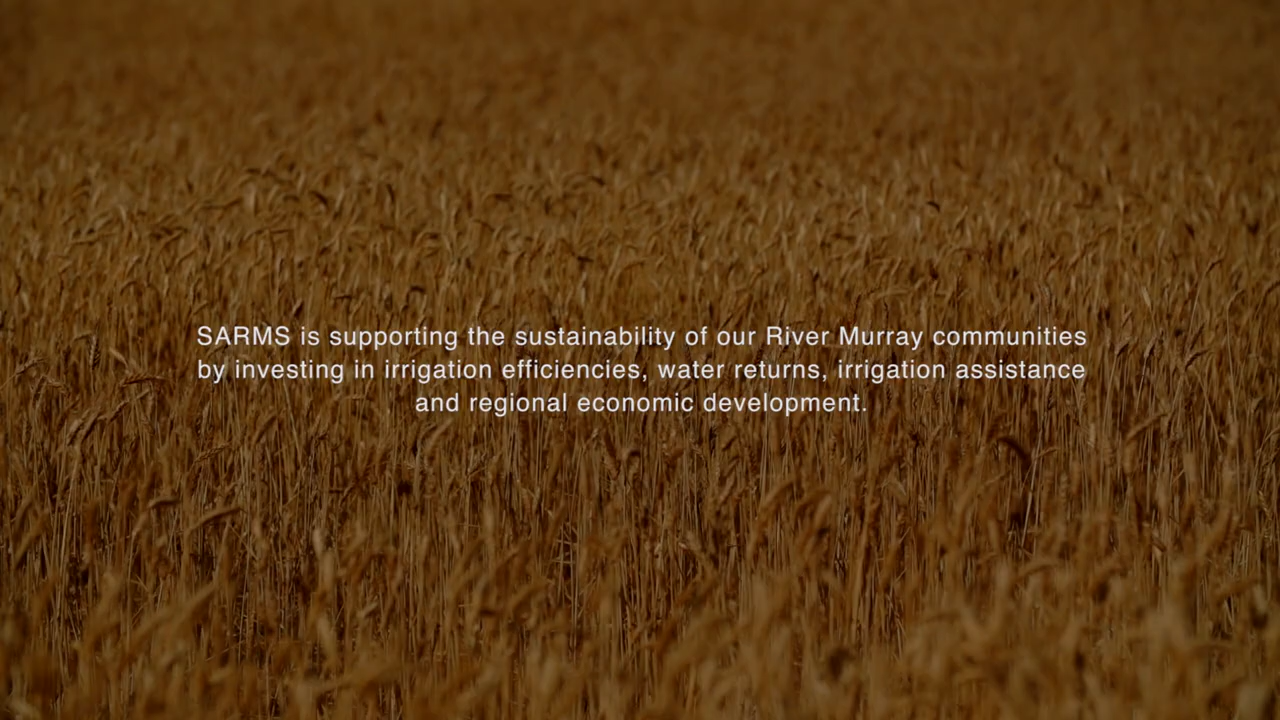 SARMS is supporting the sustainability of our River Murray communities
by investing in irrigation efficiencies, water returns, irrigation assistance
and regional economic development.